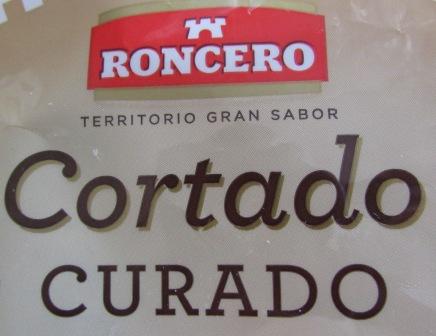 RONCERO
TERRITORIO GRAN SABOR
Cortado
CURADO